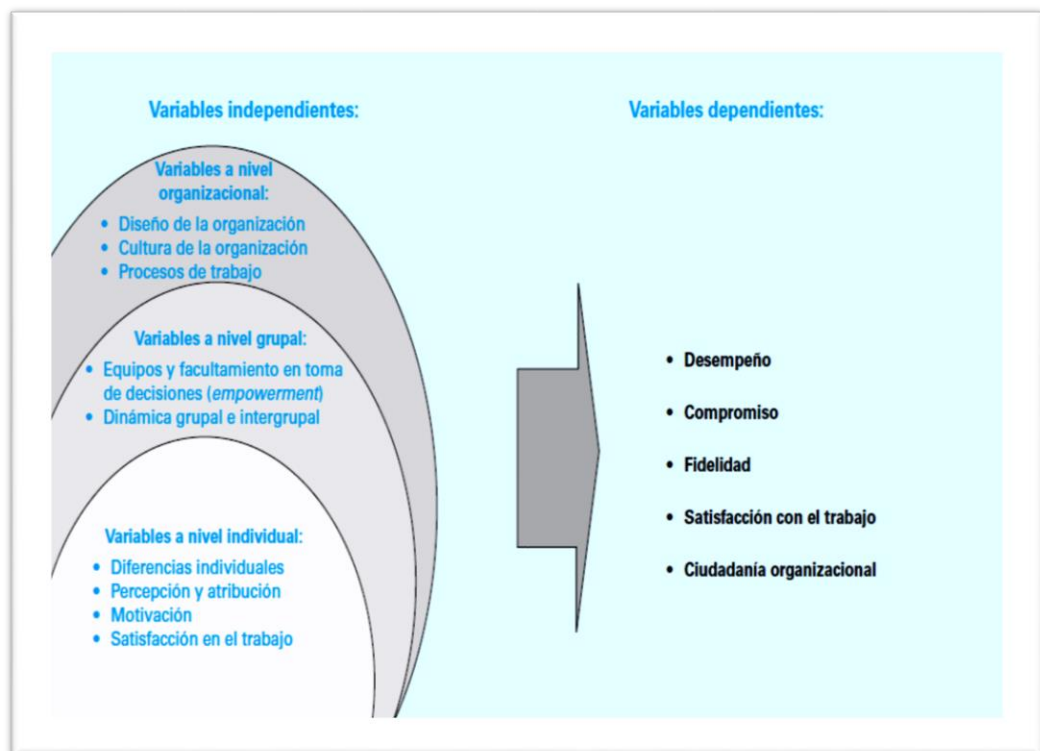 Variables independientes:
Variables a nivel
organizacional:
• Diseño de la organización
• Cultura de la organización
• Procesos de trabajo
Variables a nivel grupal:
• Equipos y facultamiento en toma
de decisiones (empowerment)
• Dinámica grupal e intergrupal
Variables a nivel individual:
• Diferencias individuales
• Percepción y atribución
• Motivación
• Satisfacción en el trabajo
Variables dependientes:
• Desempeño
• Compromiso
• Fidelidad
• Satisfacción con el trabajo
• Ciudadanía organizacional